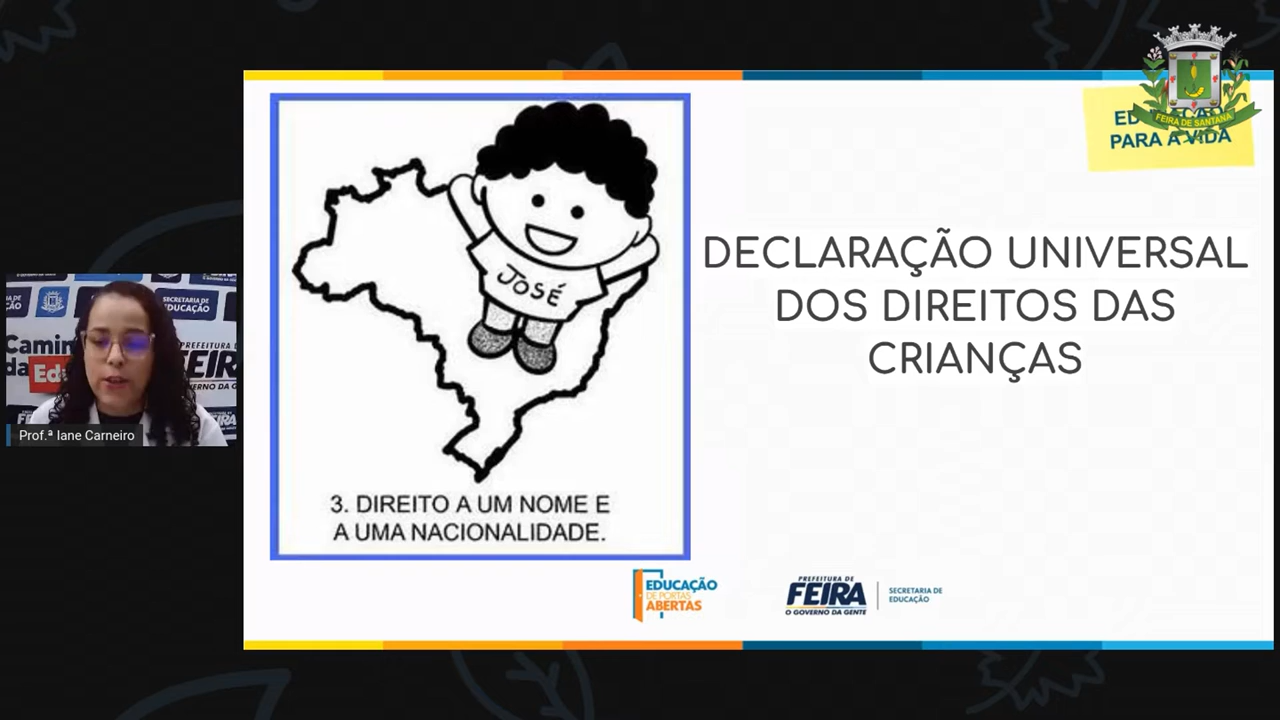 FEIRA DE SANTANA
PARA A VIDA
JOSÉ
DECLARAÇÃO UNIVERSAL
DOS DIREITOS DAS
CRIANÇAS
3. DIREITO A UM NOME E
A UMA NACIONALIDADE.
SECRETARIA DE
EDUCAÇÃO
Prof.ª Iane Carneiro
EDUCAÇÃO
DE PORTAS
ABERTAS
PREFEITURA DE
FEIRA
O GOVERNO DA GENTE
SECRETARIA DE
EDUCAÇÃO